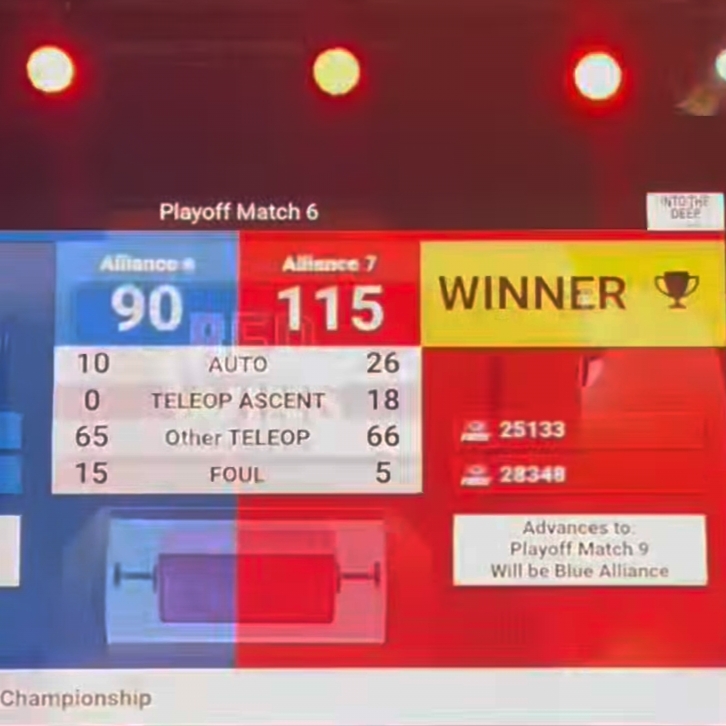 Playoff Match 6
INTO THE
DEEP
Alliance
Alliance 7
90
115
WINNER
10 AUTO 26
0 TELEOP ASCENT 18
65 Other TELEOP 66
15 FOUL 5
25133
28348
Advances to:
Playoff Match 9
Will be Blue Alliance
Championship